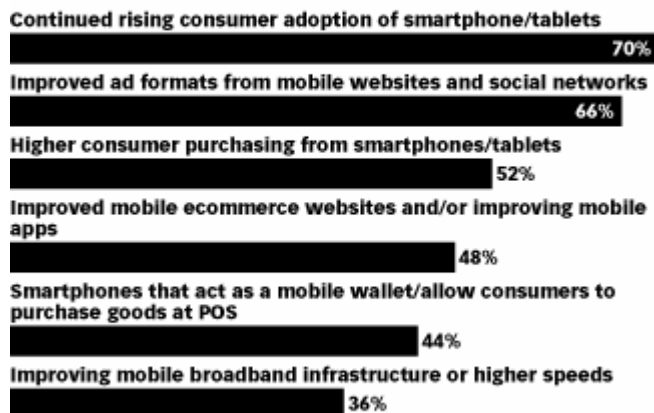 Continued rising consumer adoption of smartphone/tablets
70%
Improved ad formats from mobile websites and social networks
66%
Higher consumer purchasing from smartphones/tablets
52%
Improved mobile ecommerce websites and/or improving mobile
apps
48%
Smartphones that act as a mobile wallet/allow consumers to
purchase goods at POS
44%
Improving mobile broadband infrastructure or higher speeds
36%